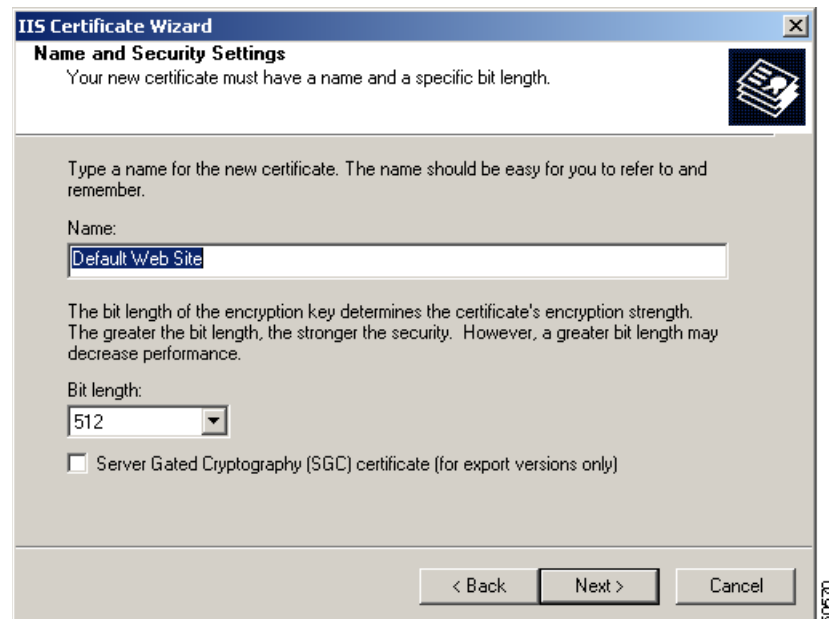 IIS Certificate Wizard
Name and Security Settings
Your new certificate must have a name and a specific bit length.
Type a name for the new certificate. The name should be easy for you to refer to and
remember.
Name:
Default Web Site
The bit length of the encryption key determines the certificate's encryption strength.
The greater the bit length, the stronger the security. However, a greater bit length may
decrease performance.
Bit length:
512
Server Gated Cryptography (SGC) certificate (for export versions only)
< Back
Next >
Cancel